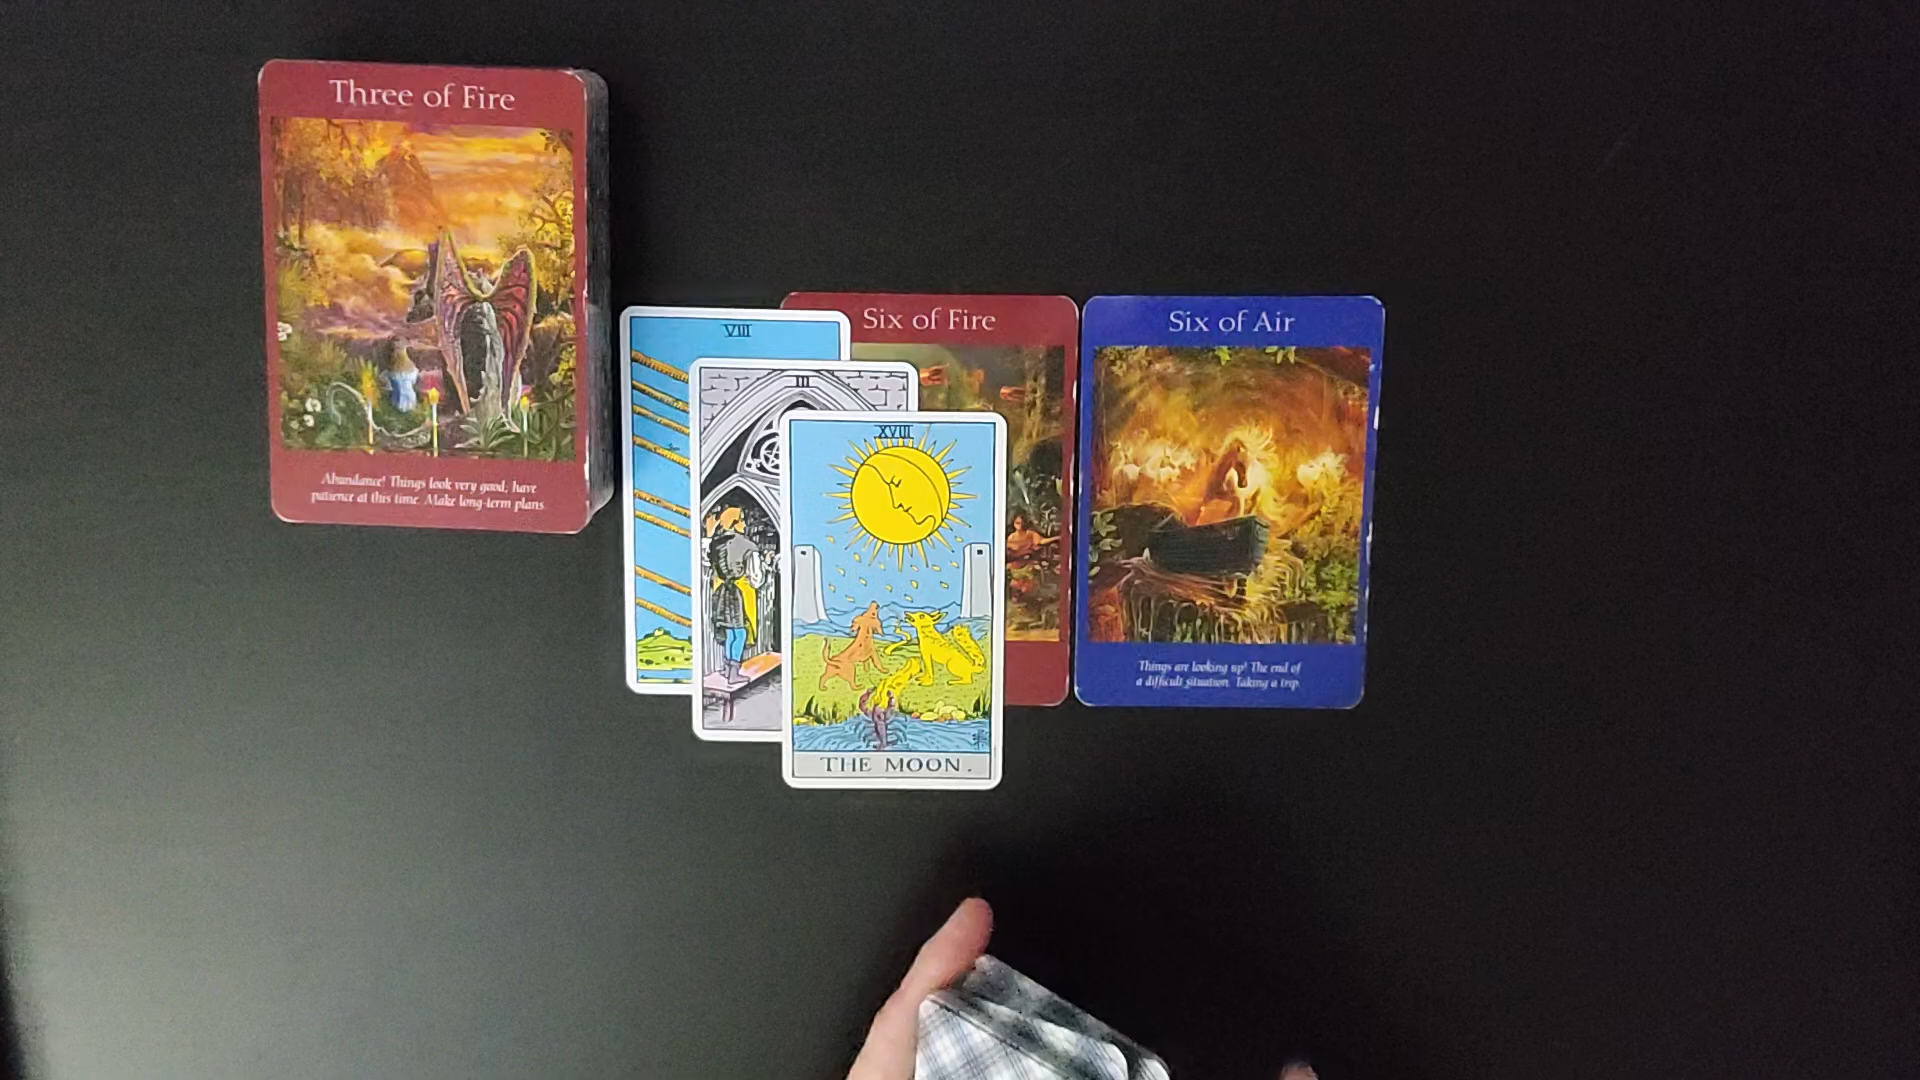 Three of Fire
Abundance! Things look very good, have
patience at this time. Make long-term plans.
VIII
III
XVIII
THE MOON.
Six of Fire
Six of Air
Things are looking up! The end of
a difficult situation. Taking a trip.